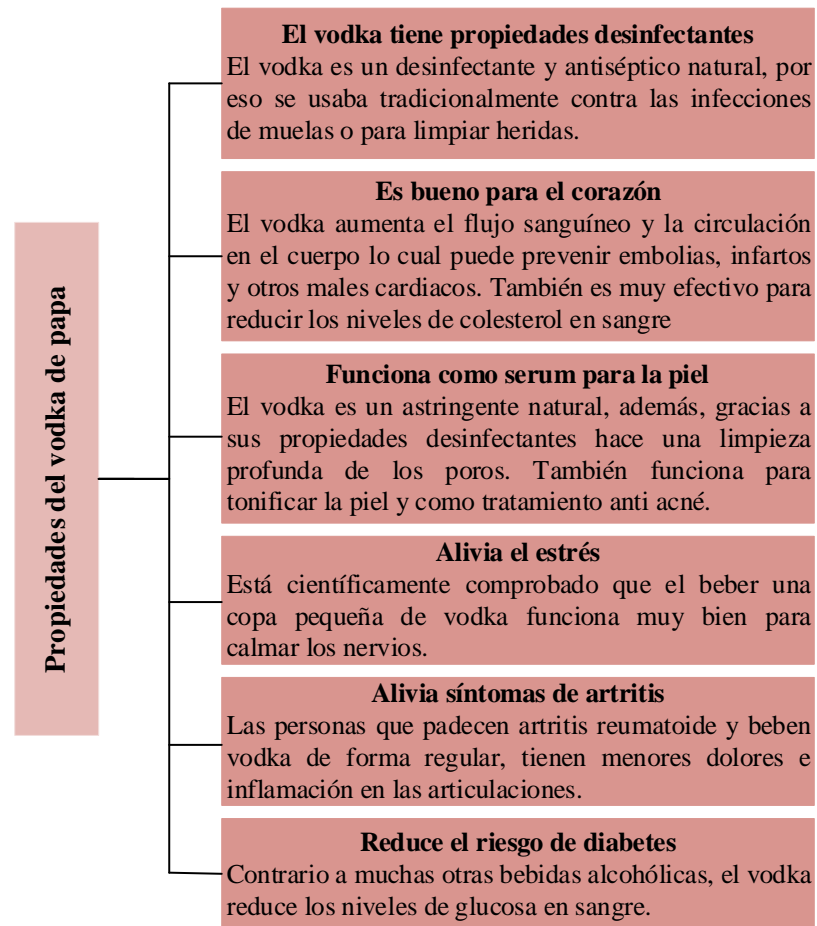 Propiedades del vodka de papa
El vodka tiene propiedades desinfectantes
El vodka es un desinfectante y antiséptico natural, por
eso se usaba tradicionalmente contra las infecciones
de muelas o para limpiar heridas.
Es bueno para el corazón
El vodka aumenta el flujo sanguíneo y la circulación
en el cuerpo lo cual puede prevenir embolias, infartos
y otros males cardiacos. También es muy efectivo para
reducir los niveles de colesterol en sangre
Funciona como serum para la piel
El vodka es un astringente natural, además, gracias a
sus propiedades desinfectantes hace una limpieza
profunda de los poros. También funciona para
tonificar la piel y como tratamiento anti acné.
Alivia el estrés
Está científicamente comprobado que el beber una
copa pequeña de vodka funciona muy bien para
calmar los nervios.
Alivia síntomas de artritis
Las personas que padecen artritis reumatoide y beben
vodka de forma regular, tienen menores dolores e
inflamación en las articulaciones.
Reduce el riesgo de diabetes
Contrario a muchas otras bebidas alcohólicas, el vodka
reduce los niveles de glucosa en sangre.